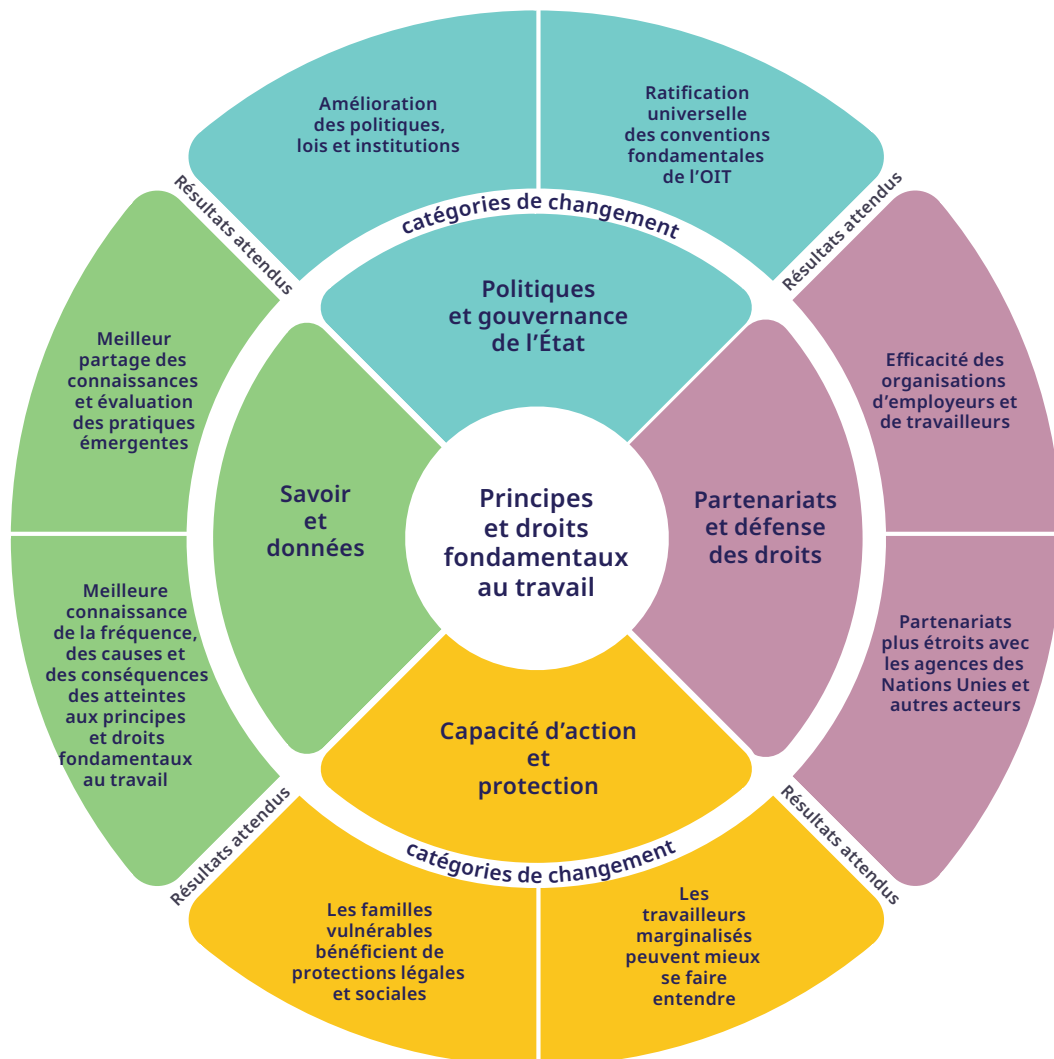 Amélioration
des politiques,
lois et institutions
Ratification
universelle
des conventions
fondamentales
de l’OIT
Résultats attendus
catégories de changement
Résultats attendus
Politiques
et gouvernance
de l’État
Meilleur
partage des
connaissances
et évaluation
des pratiques
émergentes
Efficacité des
organisations
d’employeurs et
de travailleurs
Savoir
et
données
Principes
et droits
fondamentaux
au travail
Partenariats
et défense
des droits
Meilleure
connaissance
de la fréquence,
des causes et
des conséquences
des atteintes
aux principes
et droits
fondamentaux
au travail
Partenariats
plus étroits avec
les agences des
Nations Unies et
autres acteurs
Capacité d’action
et
protection
Résultats attendus
catégories de changement
Résultats attendus
Les familles
vulnérables
bénéficient de
protections légales
et sociales
Les
travailleurs
marginalisés
peuvent mieux
se faire
entendre